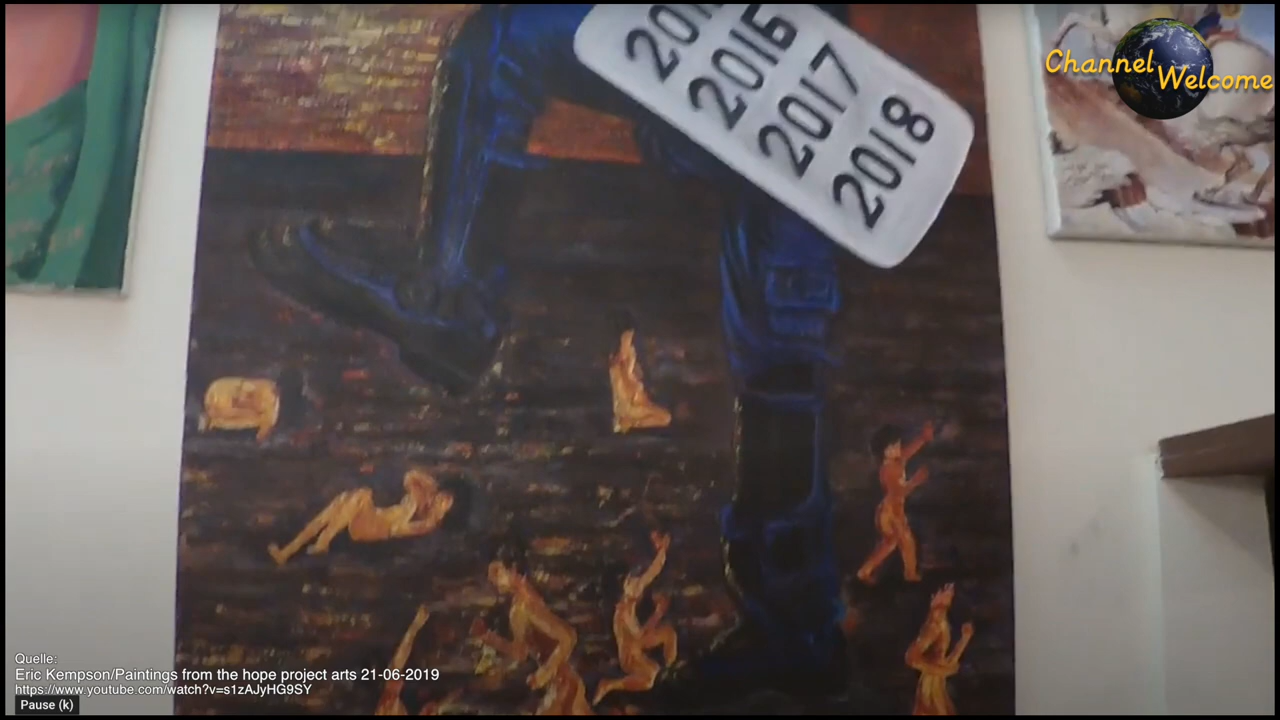 2016
2017
2018
Channel
Welcome
Quelle:
Eric Kempson/Paintings from the hope project arts 21-06-2019
https://www.youtube.com/watch?v=s1zAJyHG9SY
Pause (k)